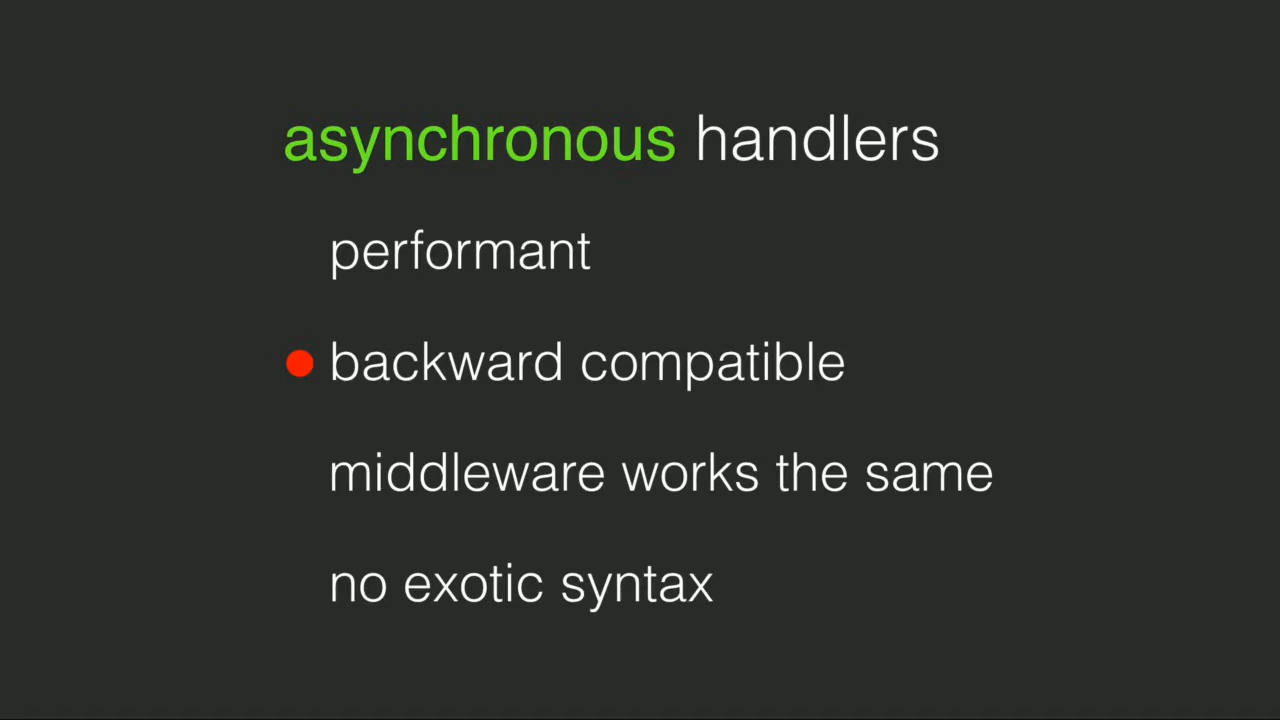 asynchronous handlers
performant
backward compatible
middleware works the same
no exotic syntax